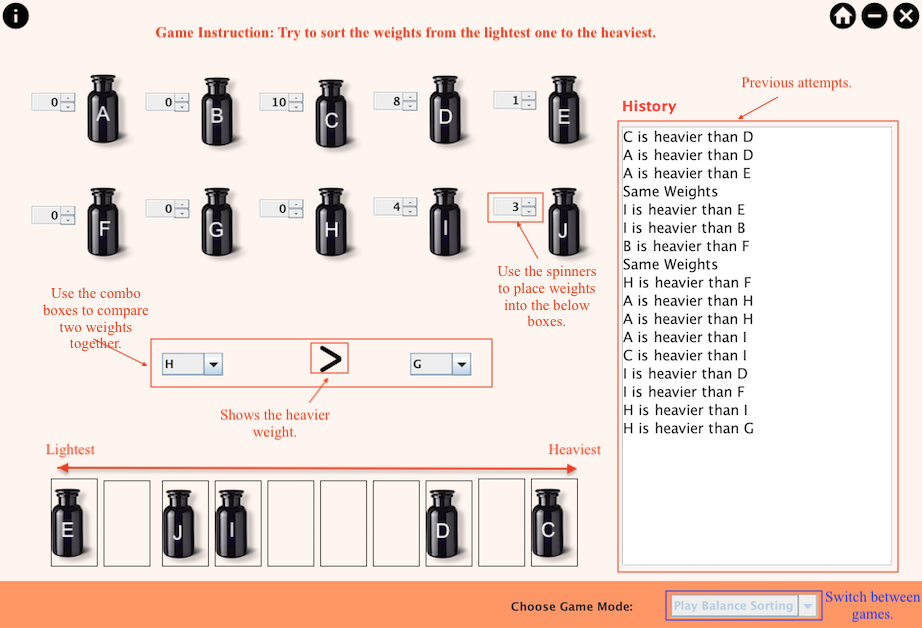 i
Game Instruction: Try to sort the weights from the lightest one to the heaviest.
0 A
0 B
10 C
8 D
1 E
0 F
0 G
0 H
4 I
3 J
Use the spinners
to place weights
into the below
boxes.
Use the combo
boxes to compare
two weights
together.
H > G
Shows the heavier
weight.
Lightest
Heaviest
E J I D C
Previous attempts.
History
C is heavier than D
A is heavier than D
A is heavier than E
Same Weights
I is heavier than E
I is heavier than B
B is heavier than F
Same Weights
H is heavier than F
A is heavier than H
A is heavier than H
A is heavier than I
C is heavier than I
I is heavier than D
I is heavier than F
H is heavier than I
H is heavier than G
Choose Game Mode:
Play Balance Sorting
Switch between
games.